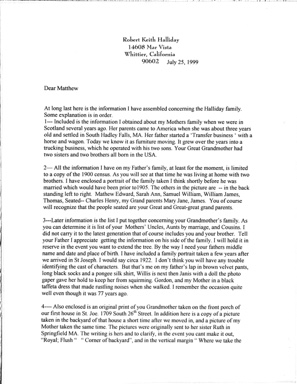 Robert Keith Halliday
14608 Mar Vista
Whittier, California
90602 July 25, 1999
Dear Matthew
At long last here is the information I have assembled concerning the Halliday family.
Some explanation is in order.
1— Included is the information I obtained about my Mothers family when we were in
Scotland several years ago. Her parents came to America when she was about three years
old and settled in South Hadley Falls, MA. Her father started a 'Transfer business ' with a
horse and wagon. Today we know it as furniture moving. It grew over the years into a
trucking business, which he operated with his two sons. Your Great Grandmother had
two sisters and two brothers all born in the USA.
2— All the information I have on my Father's family, at least for the moment, is limited
to a copy of the 1900 census. As you will see at that time he was living at home with two
brothers. I have enclosed a portrait of the family taken I think shortly before he was
married which would have been prior to1905. The others in the picture are -- in the back
standing left to right. Mathew Edward, Sarah Ann, Samuel William, William James,
Thomas, Seated-- Charles Henry, my Grand parents Mary Jane, James. You of course
will recognize that the people seated are your Great and Great-great grand parents.
3—Later information is the list I put together concerning your Grandmother's family. As
you can determine it is list of your Mothers' Uncles, Aunts by marriage, and Cousins. I
did not carry it to the latest generation that of course includes you and your brother. Tell
your Father I appreciate getting the information on his side of the family. I will hold it in
reserve in the event you want to extend the tree. By the way I need your fathers middle
name and date and place of birth. I have included a family portrait taken a few years after
we arrived in St Joseph I would say circa 1922. I don't think you will have any trouble
identifying the cast of characters. But that's me on my father's lap in brown velvet pants,
long black socks and a pongee silk shirt, Willis is next then Janis with a doll the photo
gaper gave her hold to keep her from squirming. Gordon, and my Mother in a black
taffeta dress that made rustling noises when she walked. I remember the occasion quite
well even though it was 77 years ago.
4— Also enclosed is an original print of you Grandmother taken on the front porch of
our first house in St. Joe. 1709 South 26th Street. In addition here is a copy of a picture
taken in the backyard of that house a short time after we moved in, and a picture of my
Mother taken the same time. The pictures were originally sent to her sister Ruth in
Springfield MA. The writing is hers and to clarify, in the event you cant make it out,
"Royal, Flush " " Corner of backyard", and in the vertical margin " Where we take the